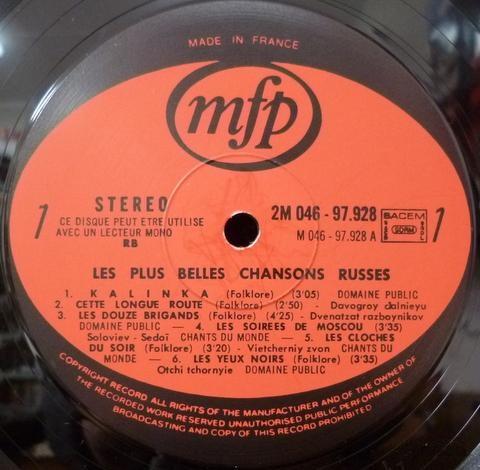 MADE IN FRANCE
mfp
1 STEREO 2M 046 - 97.928 SACEM 1
CE DISQUE PEUT ETRE UTILISE SDRM
AVEC UN LECTEUR MONO M 046 - 97.928 A
RB
LES PLUS BELLES CHANSONS RUSSES
1. KALINKA (Folklore) (3'05) DOMAINE PUBLIC
2. CETTE LONGUE ROUTE (Folklore) (2'50) - Davogroy dalnieyu
3. LES DOUZE BRIGANDS (Folklore) (4'25) - Dvenatzat razboynikov
DOMAINE PUBLIC — 4. LES SOIREES DE MOSCOU (3'35)
Soloviev - Sedoï CHANTS DU MONDE - 5. LES CLOCHES
DU SOIR (Folklore) (3'20) - Vietcherniy zvon CHANTS DU
MONDE — 6. LES YEUX NOIRS (Folklore) (3'35)
Otchi tchornyie DOMAINE PUBLIC
COPYRIGHT RECORD ALL RIGHTS OF THE MANUFACTURER AND OF THE OWNER OF
THE RECORDED WORK RESERVED UNAUTHORISED PUBLIC PERFORMANCE
BROADCASTING AND COPY OF THIS RECORD PROHIBITED